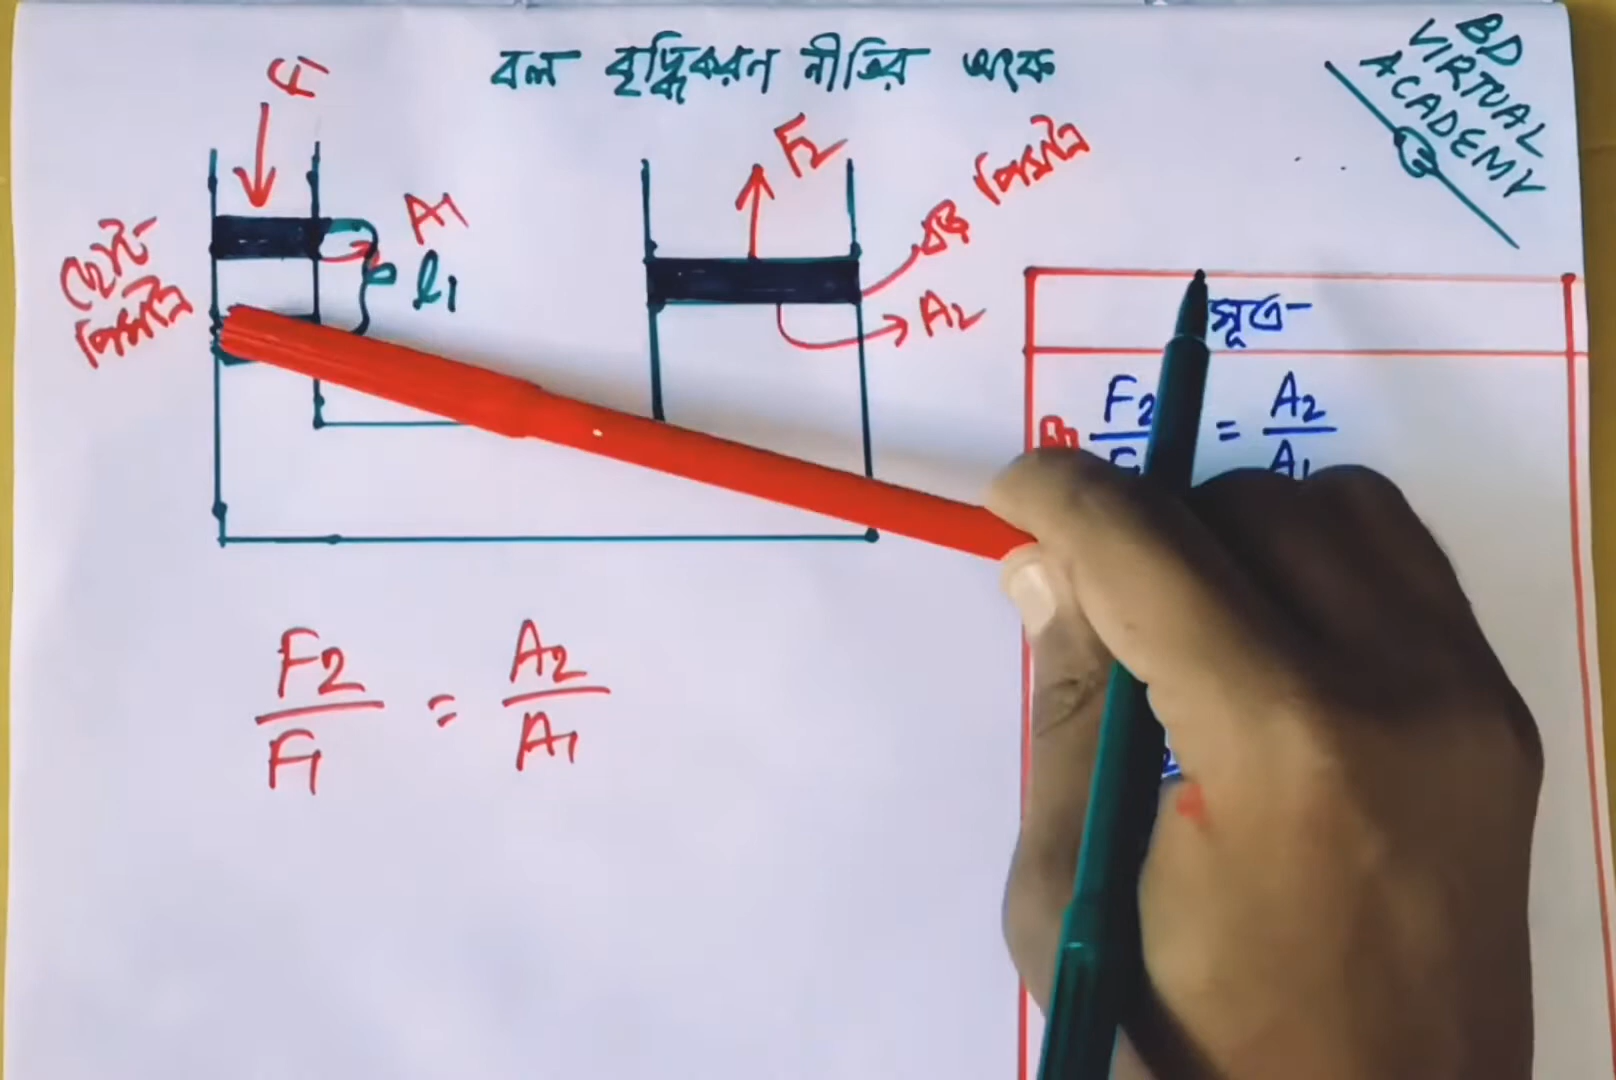 বল বৃদ্ধিকরণ নীতির অংক
BD
VIRTUAL
ACADEMY
F1
A1
l1
ছোট
পিস্টন
F2
বড়
পিস্টন
A2
সূত্র
F2 = A2
A1
F2 = A2
F1 A1